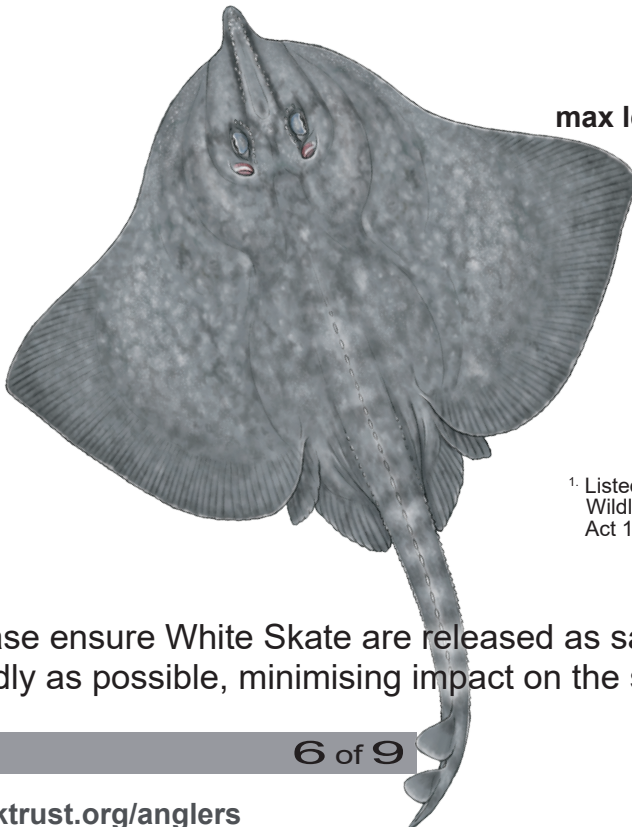 max l
1. Listed
Wildl
Act 1
ase ensure White Skate are released as sa
dly as possible, minimising impact on the s
6 of 9
ktrust.org/anglers